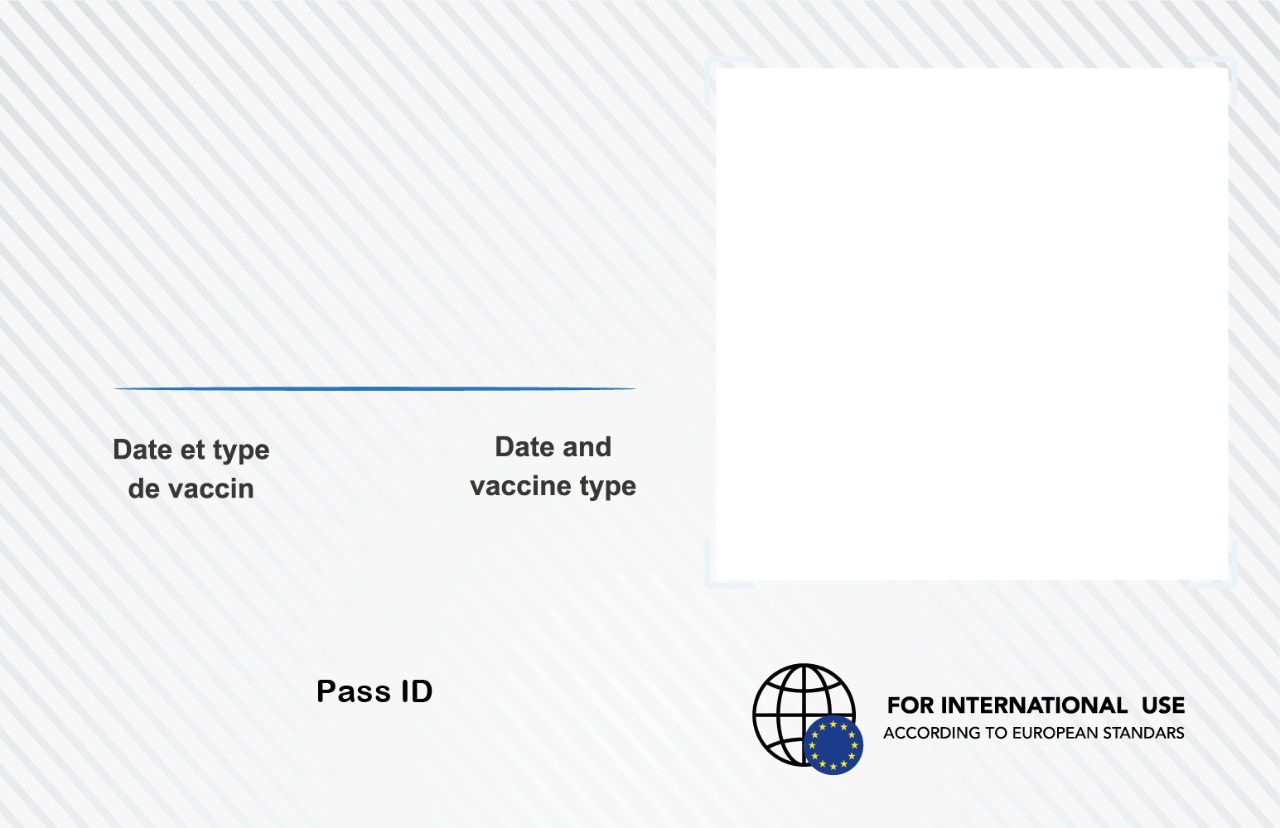 Date et type
de vaccin
Date and
vaccine type
Pass ID
FOR INTERNATIONAL USE
ACCORDING TO EUROPEAN STANDARS